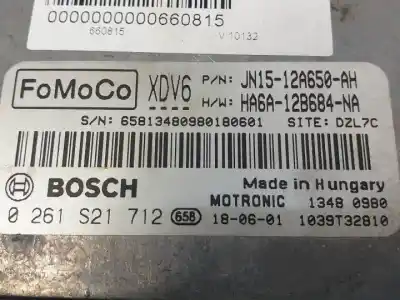 0000000000660815
660815 V 10132
FoMoCo XDV6 P/N: JN15-12A650-AH
H/W: HA6A-12B684-NA
S/N: 65813480980180601 SITE: DZL7C
BOSCH Made in Hungary
MOTRONIC 1348 0980
0 261 S21 712 658 18-06-01 1039T32810